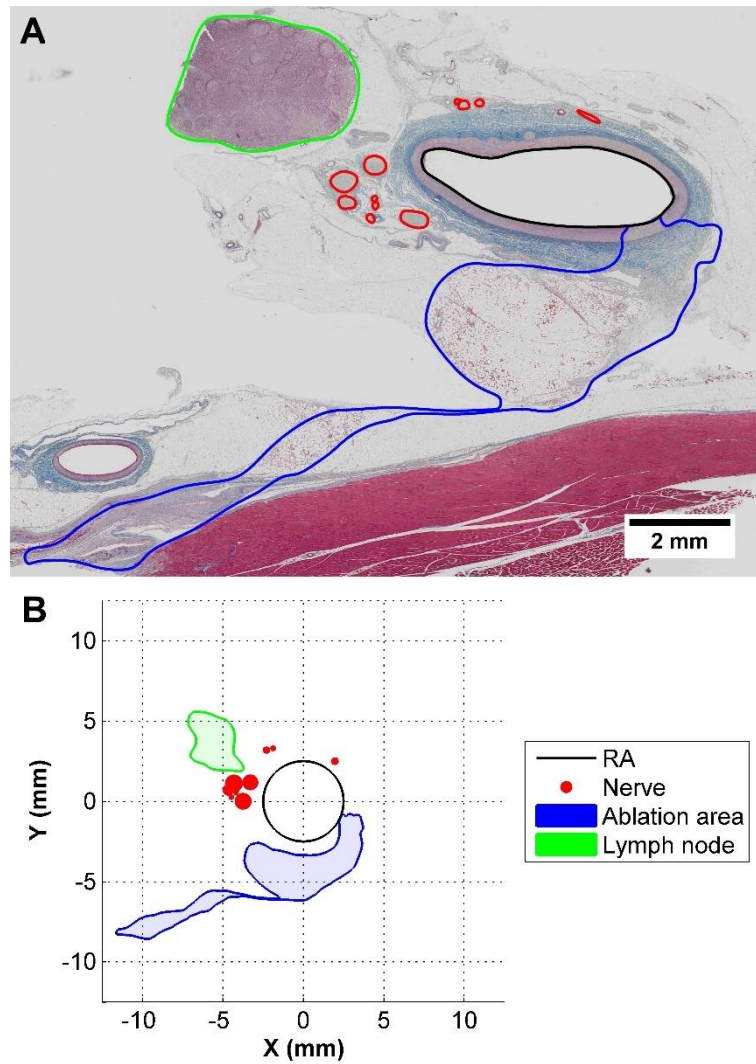 A
2 mm
B
10
5
0
-5
-10
Y (mm)
-10
-5
0
5
10
X (mm)
RA
Nerve
Ablation area
Lymph node